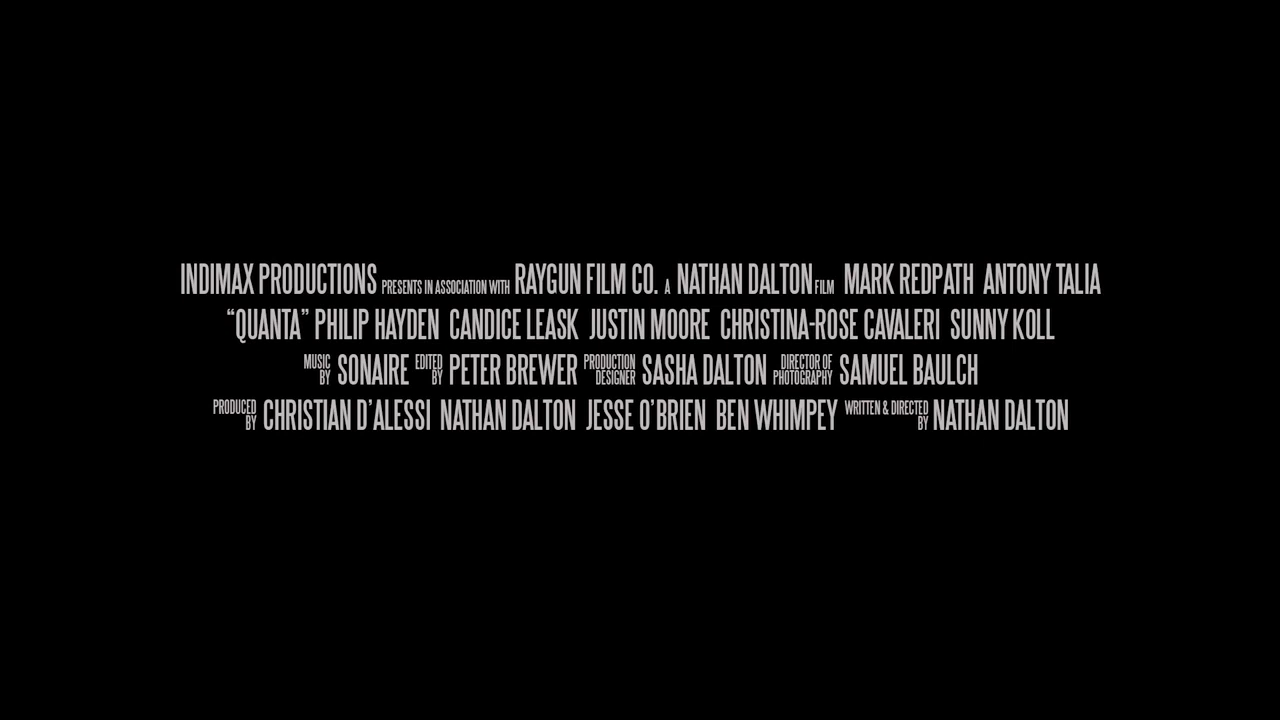 INDIMAX PRODUCTIONS PRESENTS IN ASSOCIATION WITH RAYGUN FILM CO. A NATHAN DALTON FILM MARK REDPATH ANTONY TALIA
“QUANTA” PHILIP HAYDEN CANDICE LEASK JUSTIN MOORE CHRISTINA-ROSE CAVALERI SUNNY KOLL
MUSIC BY SONAIRE EDITED BY PETER BREWER PRODUCTION DESIGNER SASHA DALTON DIRECTOR OF PHOTOGRAPHY SAMUEL BAULCH
PRODUCED BY CHRISTIAN D’ALESSI NATHAN DALTON JESSE O’BRIEN BEN WHIMPEY WRITTEN & DIRECTED BY NATHAN DALTON